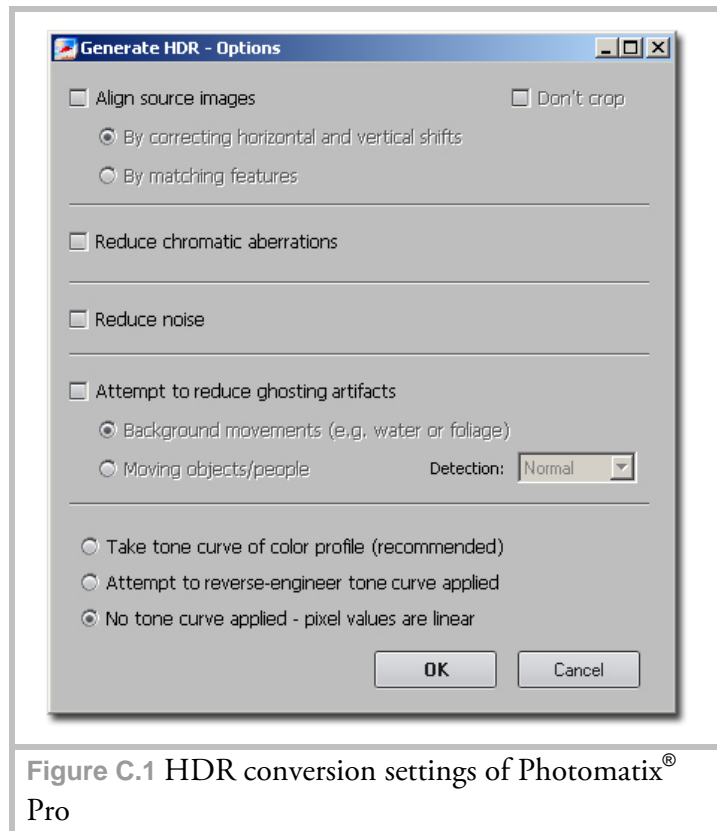 Generate HDR - Options
Align source images
Don't crop
By correcting horizontal and vertical shifts
By matching features
Reduce chromatic aberrations
Reduce noise
Attempt to reduce ghosting artifacts
Background movements (e.g. water or foliage)
Moving objects/people
Detection:
Normal
Take tone curve of color profile (recommended)
Attempt to reverse-engineer tone curve applied
No tone curve applied - pixel values are linear
OK
Cancel
Figure C.1 HDR conversion settings of Photomatix®
Pro